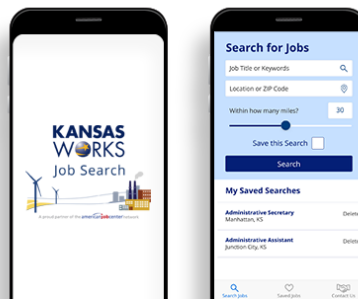 KANSAS
WORKS
Job Search
A proud partner of the americanjobcenter network
Search for Jobs
Job Title or Keywords
Location or ZIP Code
Within how many miles?
30
Save this Search
Search
My Saved Searches
Administrative Secretary
Manhattan, KS
Delete
Administrative Assistant
Junction City, KS
Delete
Search Jobs
Saved Jobs
Contact Us